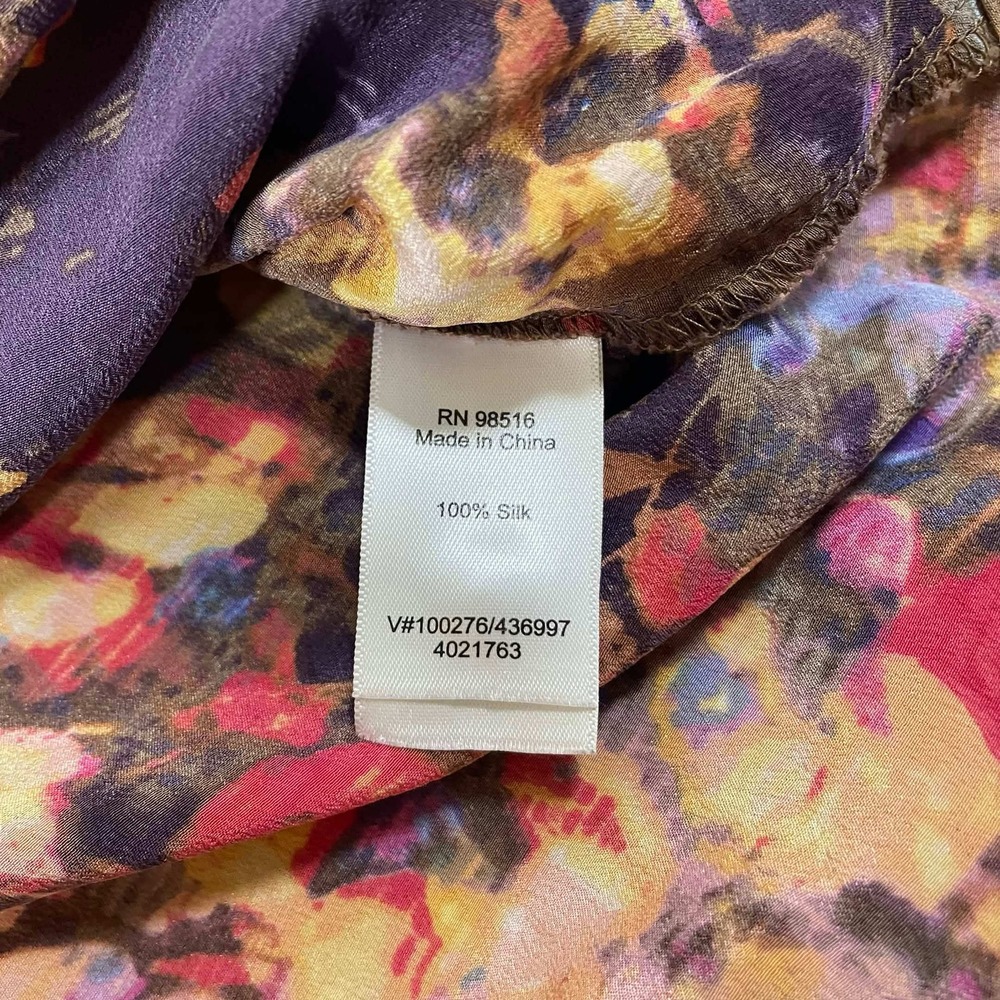 RN 98516
Made in China
100% Silk
V#100276/436997
4021763